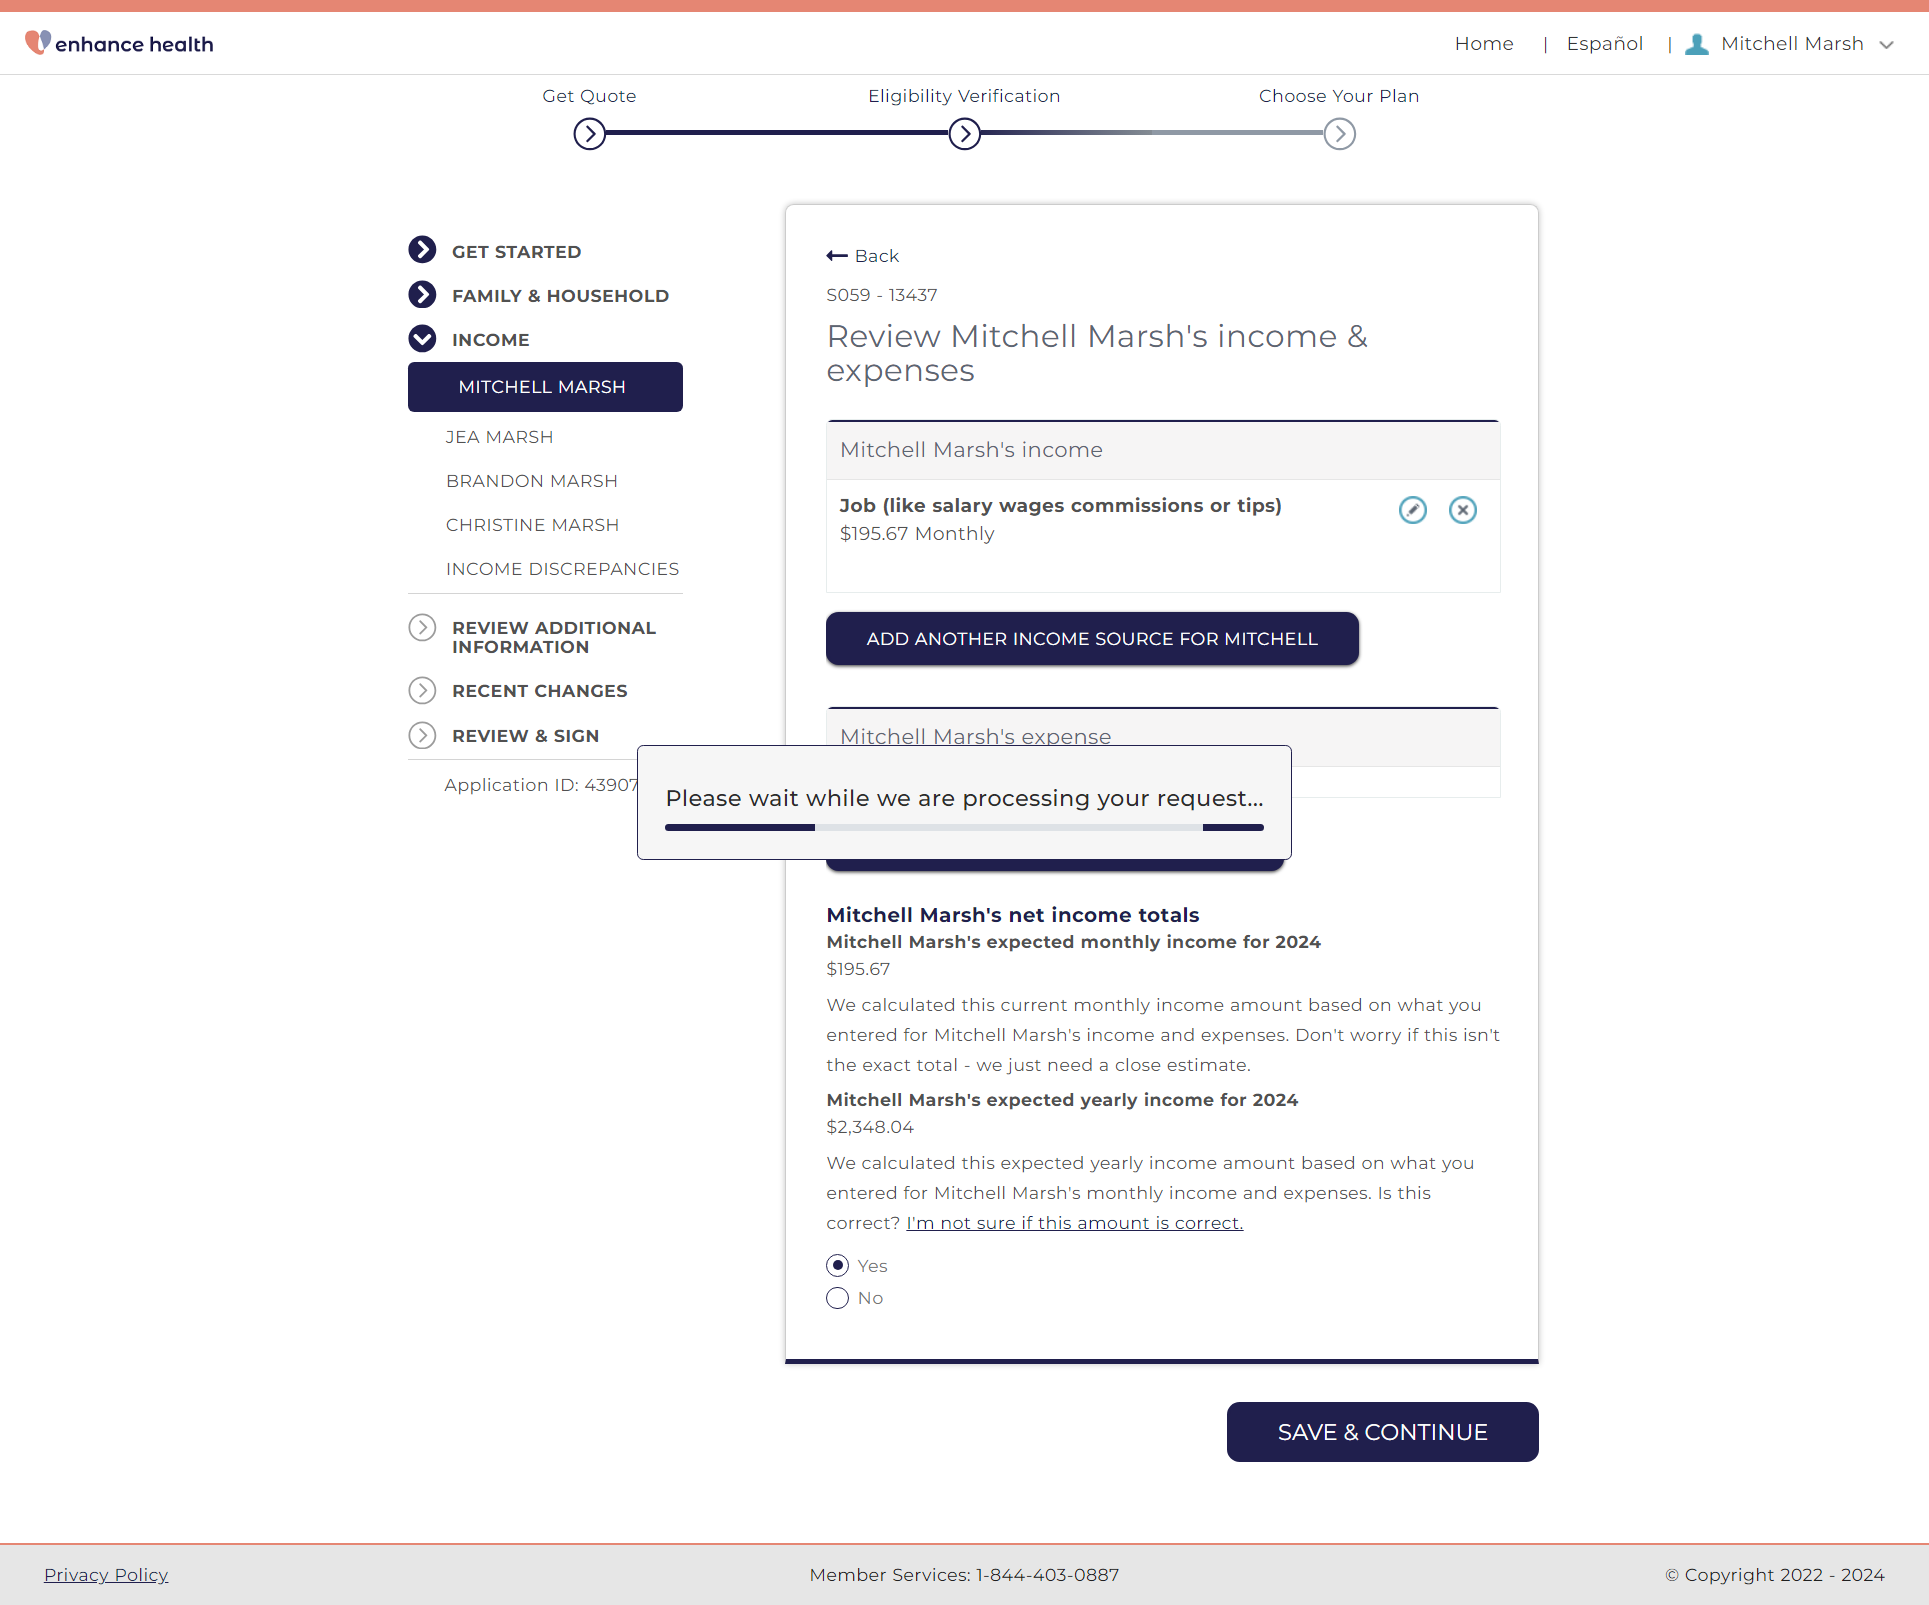 enhance health
Home | Español | Mitchell Marsh
Get Quote
Eligibility Verification
Choose Your Plan
GET STARTED
FAMILY & HOUSEHOLD
INCOME
MITCHELL MARSH
JEA MARSH
BRANDON MARSH
CHRISTINE MARSH
INCOME DISCREPANCIES
REVIEW ADDITIONAL
INFORMATION
RECENT CHANGES
REVIEW & SIGN
Application ID: 43907
Back
S059 - 13437
Review Mitchell Marsh's income &
expenses
Mitchell Marsh's income
Job (like salary wages commissions or tips)
$195.67 Monthly
ADD ANOTHER INCOME SOURCE FOR MITCHELL
Mitchell Marsh's expense
Please wait while we are processing your request...
Mitchell Marsh's net income totals
Mitchell Marsh's expected monthly income for 2024
$195.67
We calculated this current monthly income amount based on what you
entered for Mitchell Marsh's income and expenses. Don't worry if this isn't
the exact total - we just need a close estimate.
Mitchell Marsh's expected yearly income for 2024
$2,348.04
We calculated this expected yearly income amount based on what you
entered for Mitchell Marsh's monthly income and expenses. Is this
correct? I'm not sure if this amount is correct.
Yes
No
SAVE & CONTINUE
Privacy Policy
Member Services: 1-844-403-0887
© Copyright 2022 - 2024